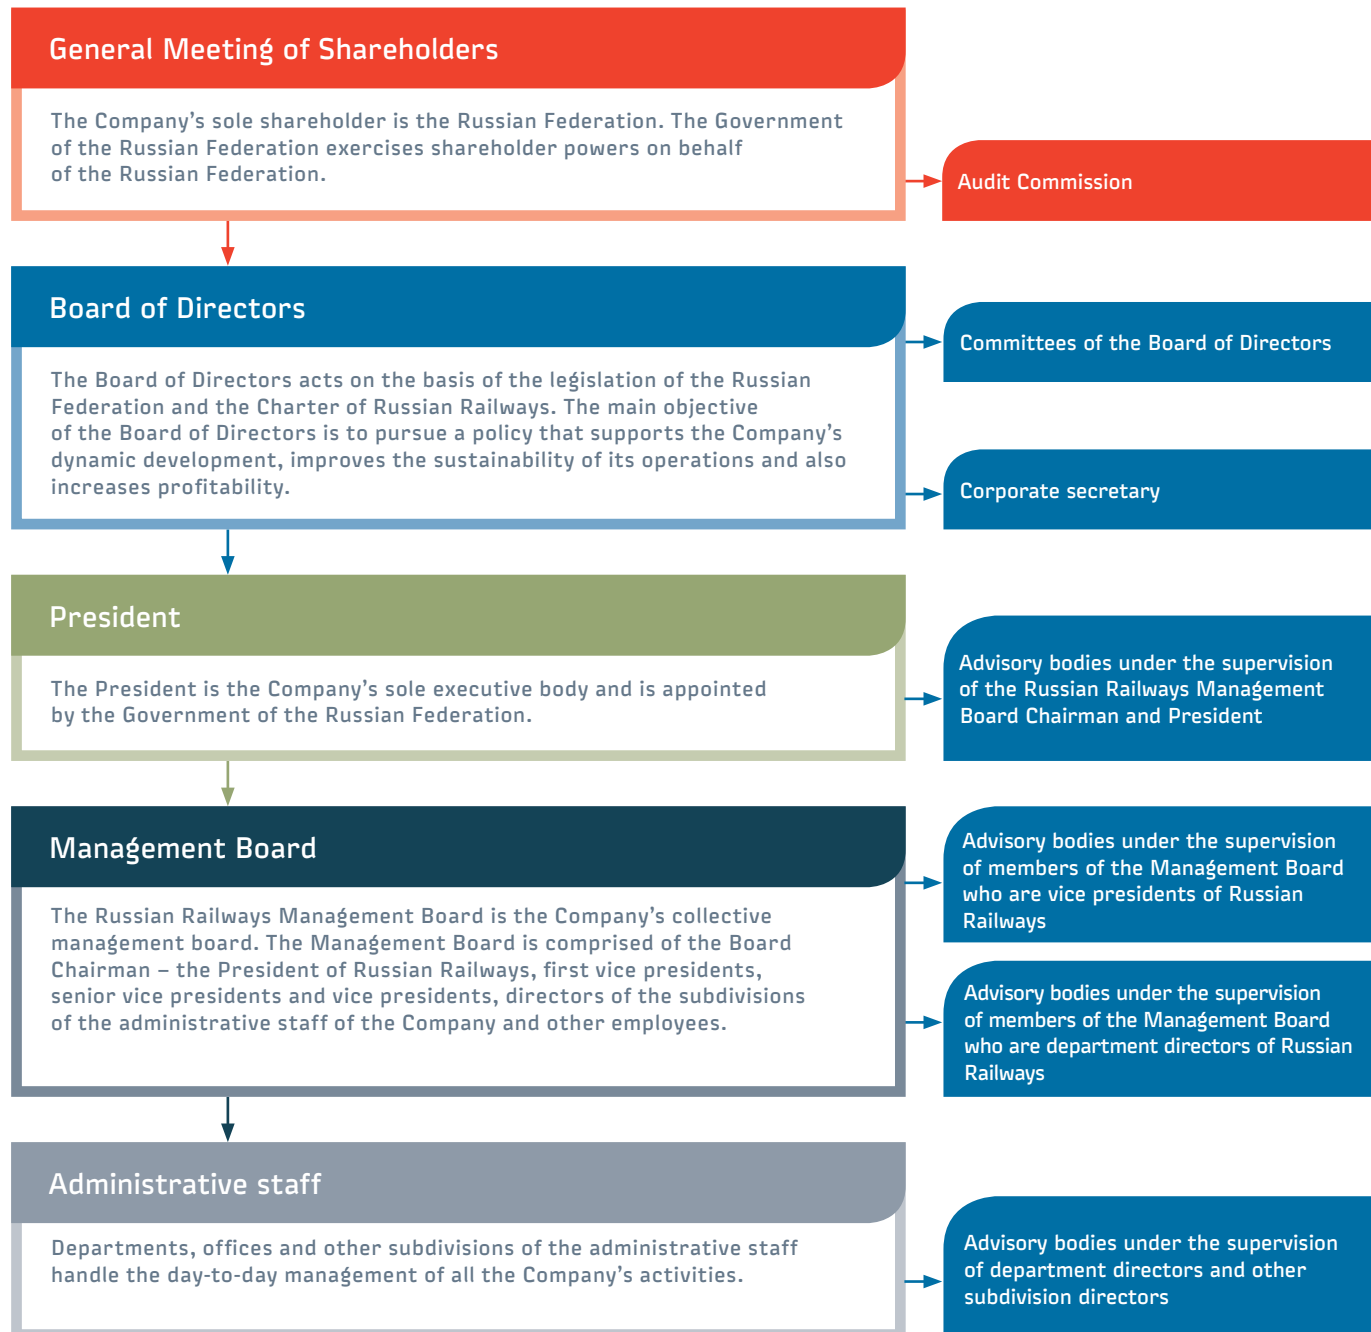 General Meeting of Shareholders
The Company's sole shareholder is the Russian Federation. The Government
of the Russian Federation exercises shareholder powers on behalf
of the Russian Federation.
Audit Commission
Board of Directors
The Board of Directors acts on the basis of the legislation of the Russian
Federation and the Charter of Russian Railways. The main objective
of the Board of Directors is to pursue a policy that supports the Company's
dynamic development, improves the sustainability of its operations and also
increases profitability.
Committees of the Board of Directors
Corporate secretary
President
The President is the Company's sole executive body and is appointed
by the Government of the Russian Federation.
Advisory bodies under the supervision
of the Russian Railways Management
Board Chairman and President
Management Board
The Russian Railways Management Board is the Company's collective
management board. The Management Board is comprised of the Board
Chairman – the President of Russian Railways, first vice presidents,
senior vice presidents and vice presidents, directors of the subdivisions
of the administrative staff of the Company and other employees.
Advisory bodies under the supervision
of members of the Management Board
who are vice presidents of Russian
Railways
Advisory bodies under the supervision
of members of the Management Board
who are department directors of Russian
Railways
Administrative staff
Departments, offices and other subdivisions of the administrative staff
handle the day-to-day management of all the Company's activities.
Advisory bodies under the supervision
of department directors and other
subdivision directors